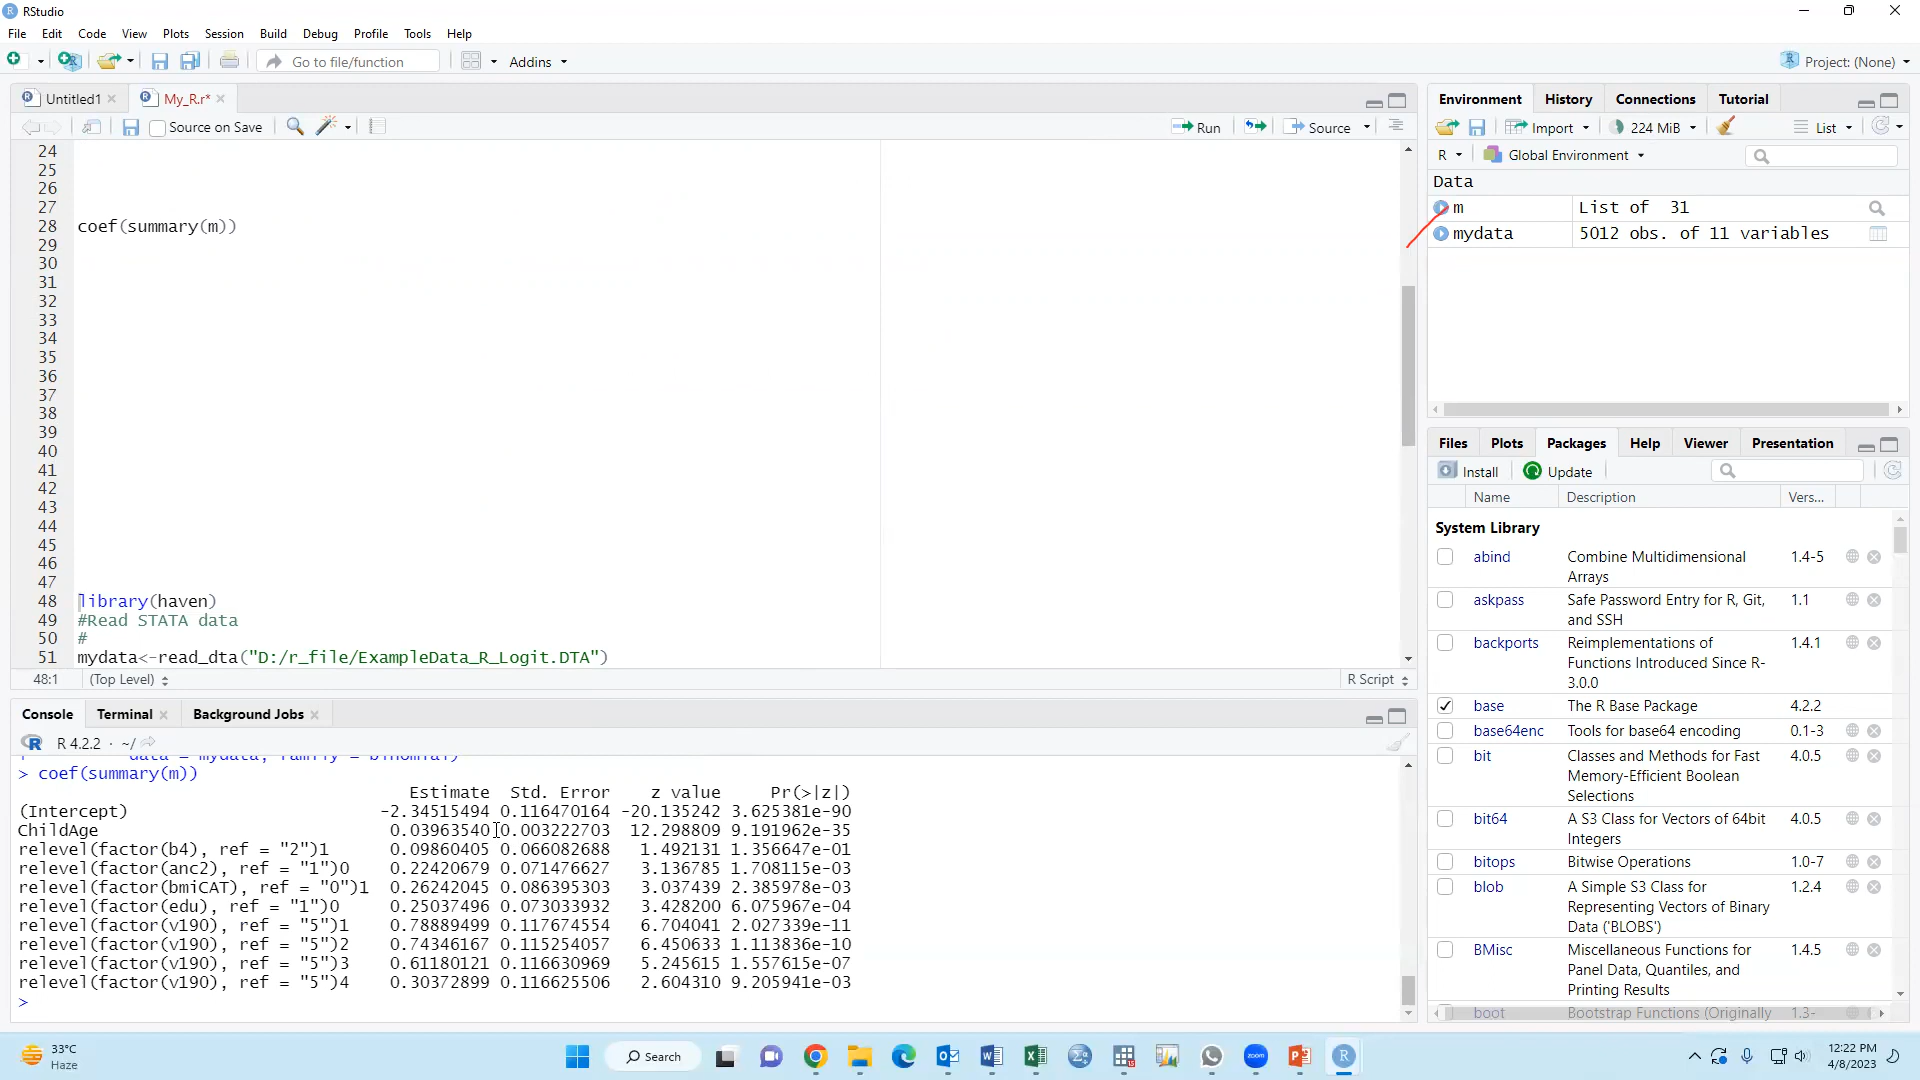 RStudio
File Edit Code View Plots Session Build Debug Profile Tools Help
Go to file/function Addins Project: (None)
Untitled1 My_R.r*
Source on Save Run Source
24
25
26
27
28 coef(summary(m))
29
30
31
32
33
34
35
36
37
38
39
40
41
42
43
44
45
46
47
48 library(haven)
49 #Read STATA data
50 #
51 mydata<-read_dta("D:/r_file/ExampleData_R_Logit.DTA")
48:1 (Top Level) R Script
Console Terminal Background Jobs
R 4.2.2 · ~/
+ data = mydata, family = binomial)
> coef(summary(m))
Estimate Std. Error z value Pr(>|z|)
(Intercept) -2.34515494 0.116470164 -20.135242 3.625381e-90
ChildAge 0.03963540 0.003222703 12.298809 9.191962e-35
relevel(factor(b4), ref = "2")1 0.09860405 0.066082688 1.492131 1.356647e-01
relevel(factor(anc2), ref = "1")0 0.22420679 0.071476627 3.136785 1.708115e-03
relevel(factor(bmiCAT), ref = "0")1 0.26242045 0.086395303 3.037439 2.385978e-03
relevel(factor(edu), ref = "1")0 0.25037496 0.073033932 3.428200 6.075967e-04
relevel(factor(v190), ref = "5")1 0.78889499 0.117674554 6.704041 2.027339e-11
relevel(factor(v190), ref = "5")2 0.74346167 0.115254057 6.450633 1.113836e-10
relevel(factor(v190), ref = "5")3 0.61180121 0.116630969 5.245615 1.557615e-07
relevel(factor(v190), ref = "5")4 0.30372899 0.116625506 2.604310 9.205941e-03
>
Environment History Connections Tutorial
Import 224 MiB List
R Global Environment
Data
m List of 31
mydata 5012 obs. of 11 variables
Files Plots Packages Help Viewer Presentation
Install Update
Name Description Vers...
System Library
abind Combine Multidimensional Arrays 1.4-5
askpass Safe Password Entry for R, Git, and SSH 1.1
backports Reimplementations of Functions Introduced Since R-3.0.0 1.4.1
base The R Base Package 4.2.2
base64enc Tools for base64 encoding 0.1-3
bit Classes and Methods for Fast Memory-Efficient Boolean Selections 4.0.5
bit64 A S3 Class for Vectors of 64bit Integers 4.0.5
bitops Bitwise Operations 1.0-7
blob A Simple S3 Class for Representing Vectors of Binary Data ('BLOBS') 1.2.4
BMisc Miscellaneous Functions for Panel Data, Quantiles, and Printing Results 1.4.5
boot Bootstrap Functions (Originally 1.3-
33°C
Haze
Search
zoom
12:22 PM
4/8/2023